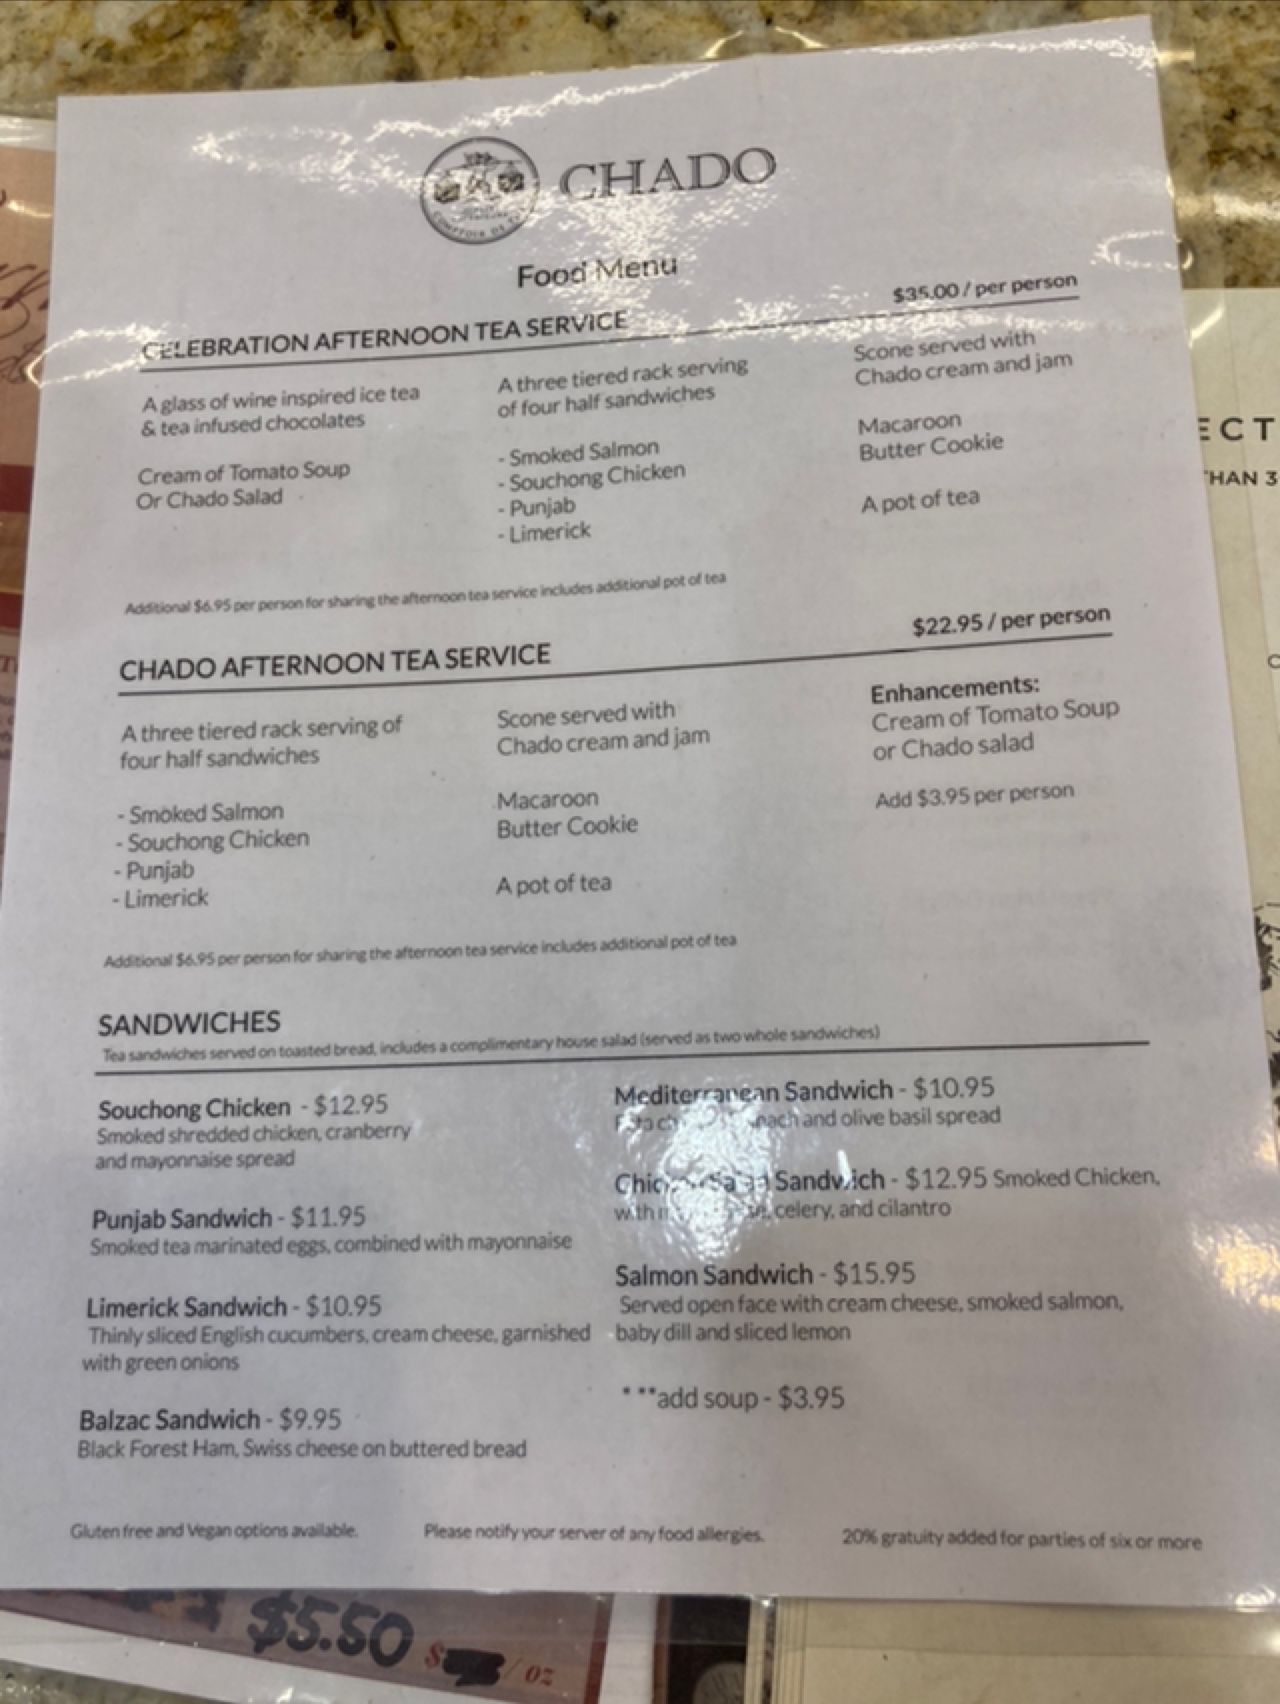 COMPTOIR DE
CHADO
Food Menu
$35.00 / per person
CELEBRATION AFTERNOON TEA SERVICE
A glass of wine inspired ice tea
& tea infused chocolates
Cream of Tomato Soup
Or Chado Salad
A three tiered rack serving
of four half sandwiches
- Smoked Salmon
- Souchong Chicken
- Punjab
- Limerick
Scone served with
Chado cream and jam
Macaroon
Butter Cookie
A pot of tea
Additional $6.95 per person for sharing the afternoon tea service includes additional pot of tea
$22.95 / per person
CHADO AFTERNOON TEA SERVICE
A three tiered rack serving of
four half sandwiches
- Smoked Salmon
- Souchong Chicken
- Punjab
- Limerick
Scone served with
Chado cream and jam
Macaroon
Butter Cookie
A pot of tea
Enhancements:
Cream of Tomato Soup
or Chado salad
Add $3.95 per person
Additional $6.95 per person for sharing the afternoon tea service includes additional pot of tea
SANDWICHES
Tea sandwiches served on toasted bread, includes a complimentary house salad (served as two whole sandwiches)
Souchong Chicken - $12.95
Smoked shredded chicken, cranberry
and mayonnaise spread
Punjab Sandwich - $11.95
Smoked tea marinated eggs, combined with mayonnaise
Limerick Sandwich - $10.95
Thinly sliced English cucumbers, cream cheese, garnished
with green onions
Balzac Sandwich - $9.95
Black Forest Ham, Swiss cheese on buttered bread
Mediterranean Sandwich - $10.95
and olive basil spread
Salad Sandwich - $12.95 Smoked Chicken,
with celery, and cilantro
Salmon Sandwich - $15.95
Served open face with cream cheese, smoked salmon,
baby dill and sliced lemon
***add soup - $3.95
Gluten free and Vegan options available.
Please notify your server of any food allergies.
20% gratuity added for parties of six or more
ECT
HAN 3
$5.50
$ / oz